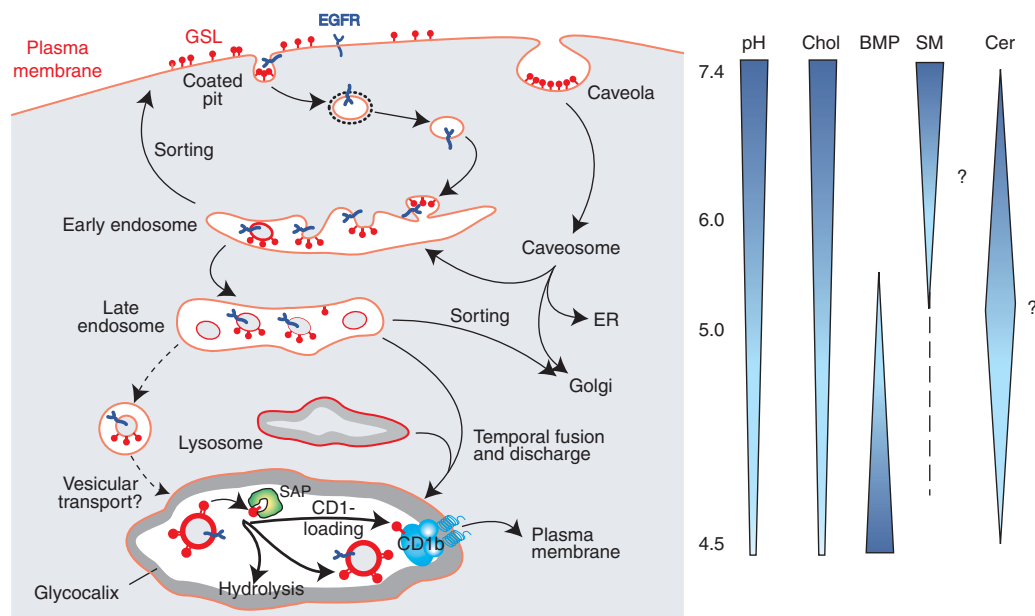 Plasma
membrane
GSL
EGFR
Coated
pit
Caveola
Sorting
Early endosome
Caveosome
Late
endosome
Sorting
ER
Golgi
Lysosome
Temporal fusion
and discharge
Vesicular
transport?
SAP
CD1-
loading
CD1b
Plasma
membrane
Glycocalix
Hydrolysis
pH
Chol
BMP
SM
Cer
7.4
?
6.0
?
5.0
4.5